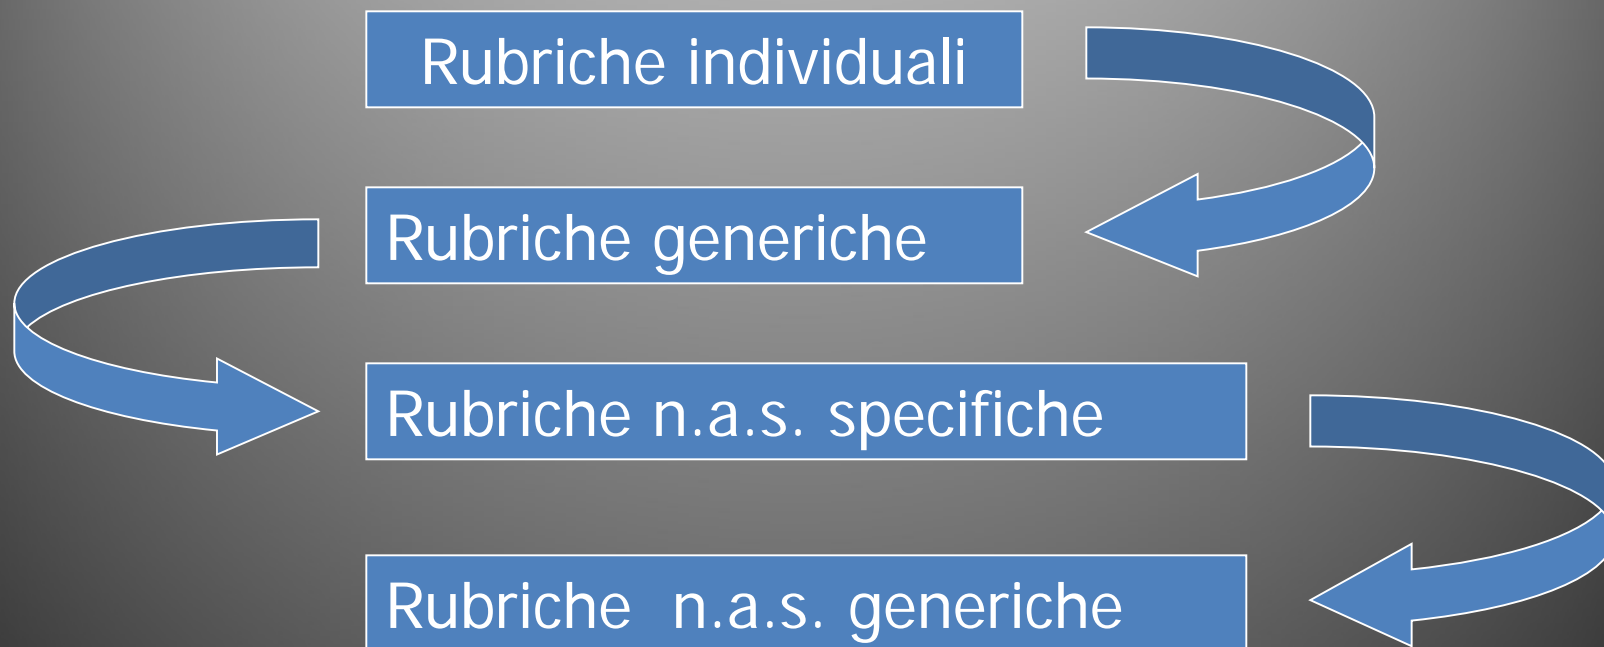 Rubriche individuali
Rubriche generiche
Rubriche n.a.s. specifiche
Rubriche n.a.s. generiche